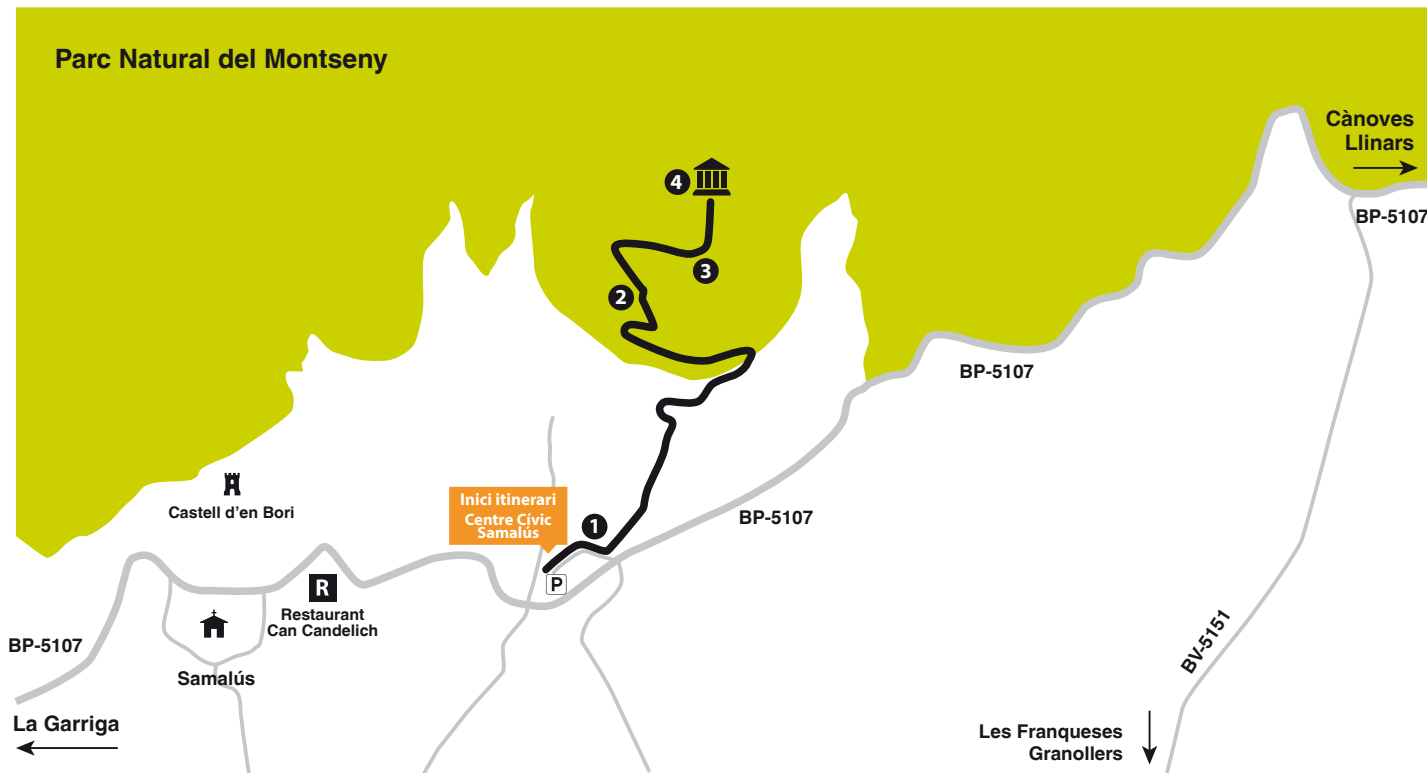 Parc Natural del Montseny
Cànoves
Llinars
4
BP-5107
3
2
BP-5107
Castell d'en Bori
Inici itinerari
Centre Cívic
Samalús
1
BP-5107
P
R
Restaurant
Can Candelich
BP-5107
Samalús
BV-5151
La Garriga
Les Franqueses
Granollers